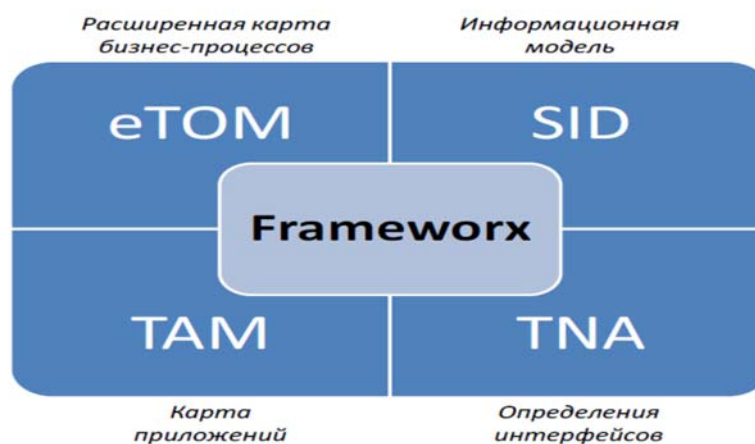 Расширенная карта
бизнес-процессов
Информационная
модель
eTOM
SID
Frameworx
TAM
TNA
Карта
приложений
Определения
интерфейсов